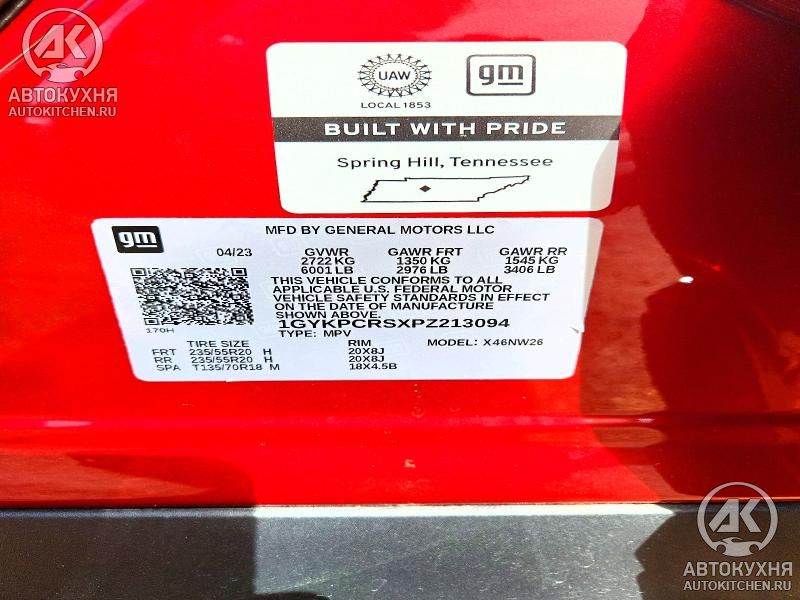 AK
АВТОКУХНЯ
AUTOKITCHEN.RU
UAW
LOCAL 1853
gm
BUILT WITH PRIDE
Spring Hill, Tennessee
gm
MFD BY GENERAL MOTORS LLC
04/23 GVWR GAWR FRT GAWR RR
2722 KG 1350 KG 1545 KG
6001 LB 2976 LB 3406 LB
THIS VEHICLE CONFORMS TO ALL
APPLICABLE U.S. FEDERAL MOTOR
VEHICLE SAFETY STANDARDS IN EFFECT
ON THE DATE OF MANUFACTURE
SHOWN ABOVE.
170H
1GYKPCRSXPZ213094
TYPE: MPV
TIRE SIZE RIM MODEL: X46NW26
FRT 235/55R20 H 20X8J
RR 235/55R20 H 20X8J
SPA T135/70R18 M 18X4.5B
AK
АВТОКУХНЯ
AUTOKITCHEN.RU